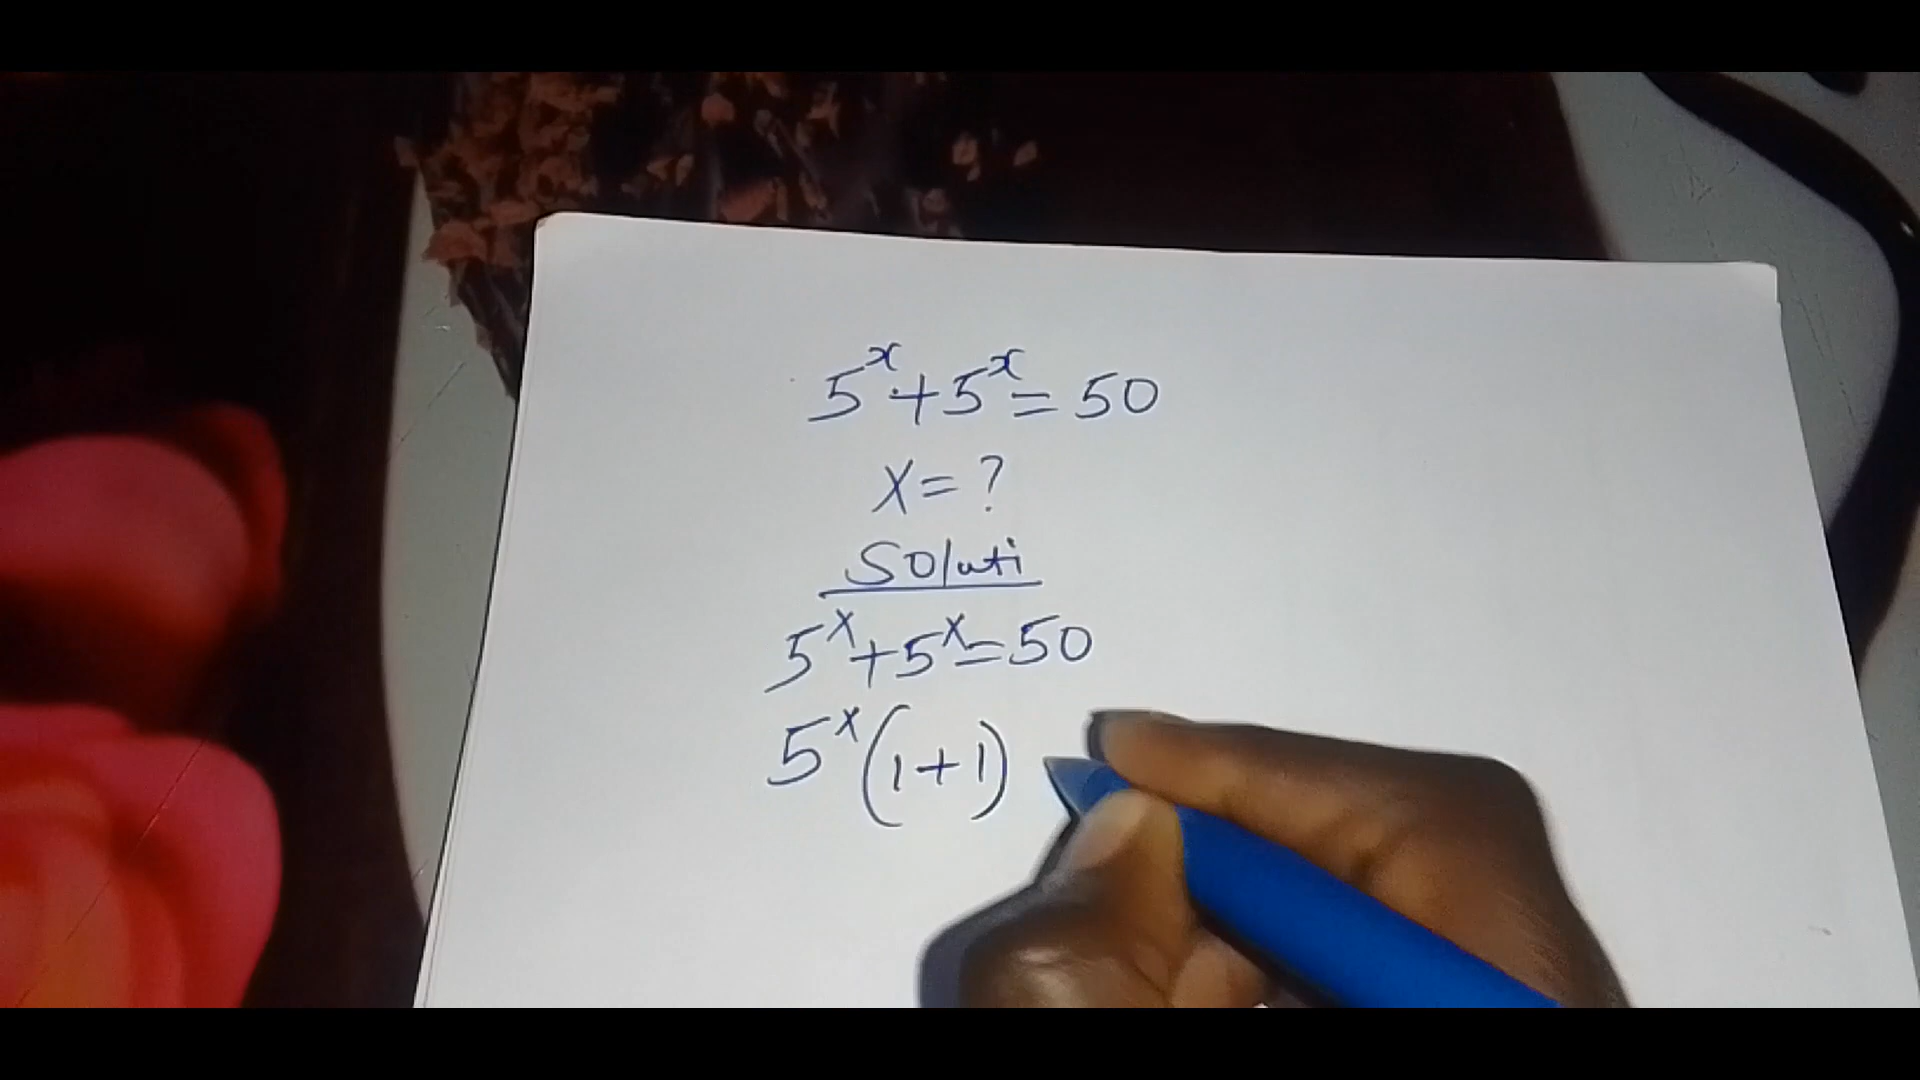 5^x + 5^x = 50
x = ?
Soluti
5^x + 5^x = 50
5^x (1 + 1)